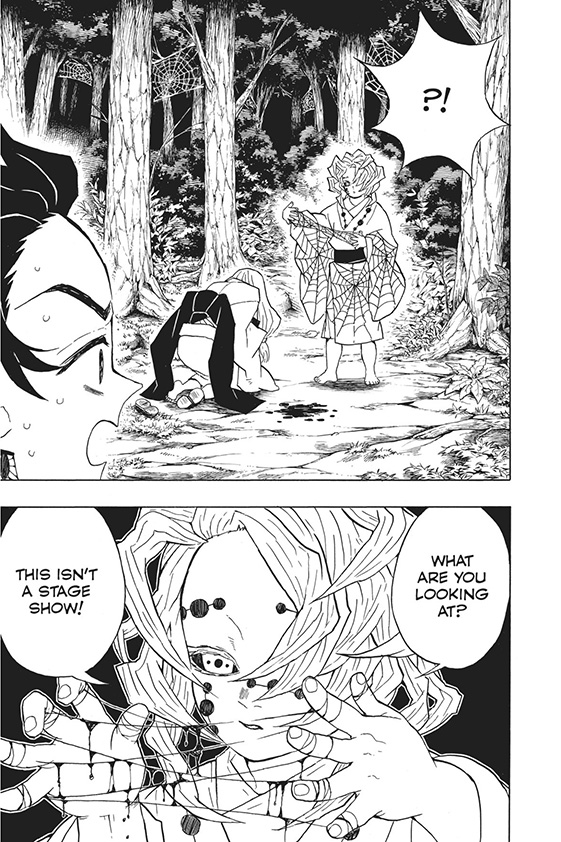 ?!
WHAT
ARE YOU
LOOKING
AT?
THIS ISN'T
A STAGE
SHOW!